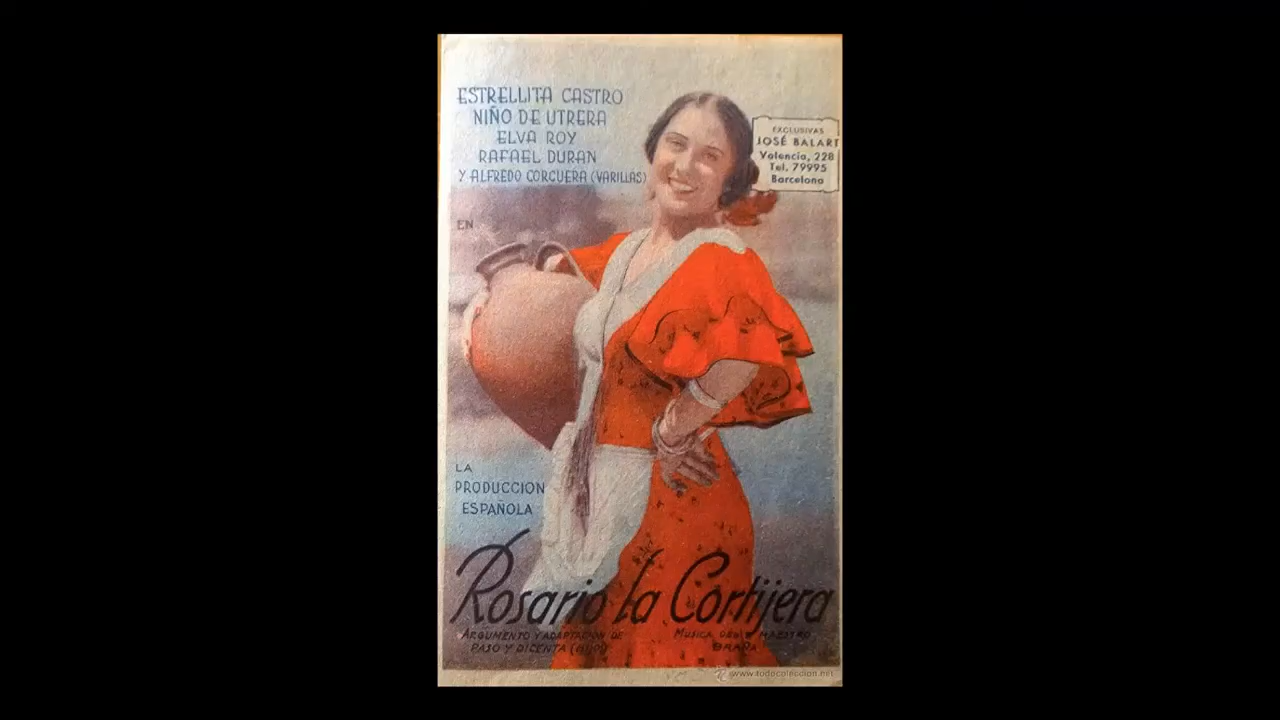 ESTRELLITA CASTRO
NIÑO DE UTRERA
ELVA ROY
RAFAEL DURAN
Y ALFREDO CORCUERA (VARILLAS)
EXCLUSIVAS
JOSÉ BALART
Valencia, 228
Tel. 79995
Barcelona
EN
LA
PRODUCCION
ESPAÑOLA
Rosario la Cortijera
ARGUMENTO Y ADAPTACION DE
PASO Y DICENTA (HIJO)
MUSICA DEL MAESTRO
BRAÑA
www.todocoleccion.net